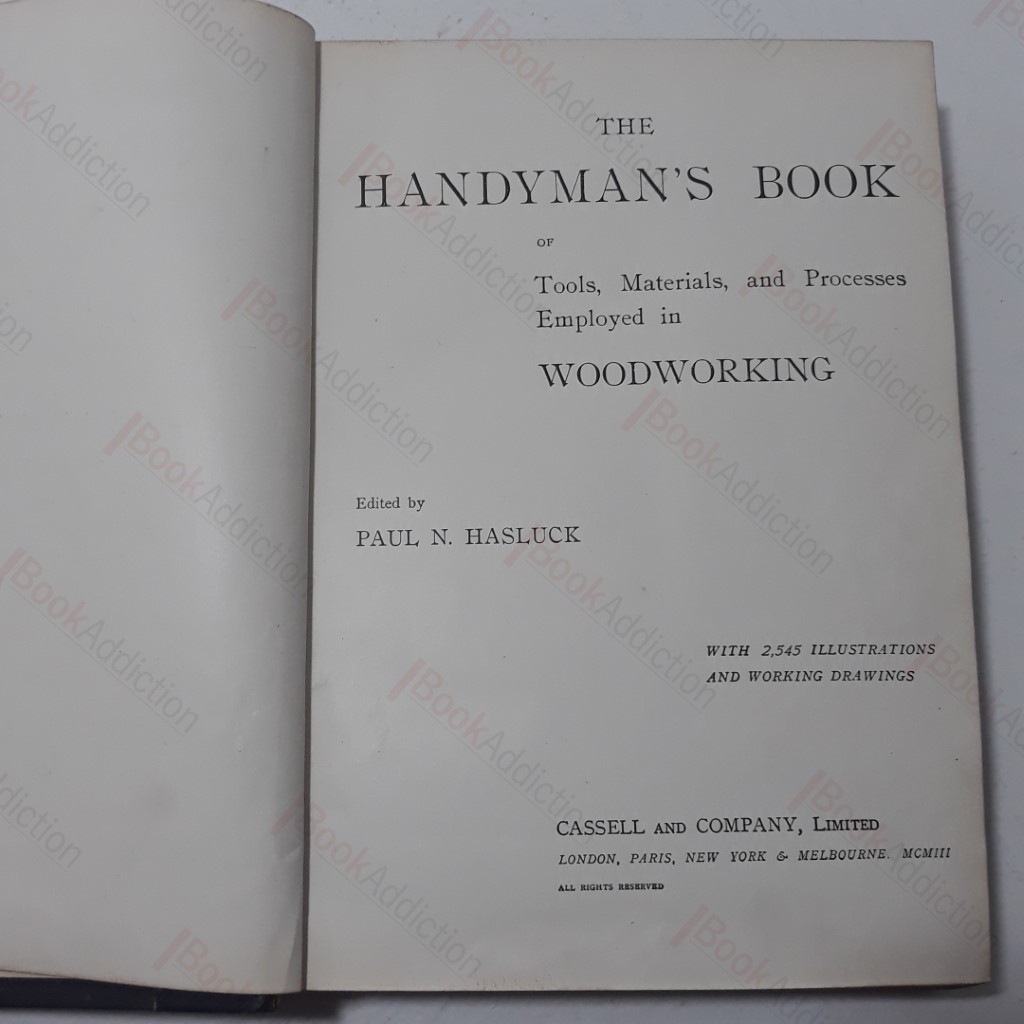 THE
HANDYMAN'S BOOK
OF
Tools, Materials, and Processes
Employed in
WOODWORKING
Edited by
PAUL N. HASLUCK
WITH 2,545 ILLUSTRATIONS
AND WORKING DRAWINGS
CASSELL AND COMPANY, LIMITED
LONDON, PARIS, NEW YORK & MELBOURNE. MCMIII
ALL RIGHTS RESERVED
BookAddiction